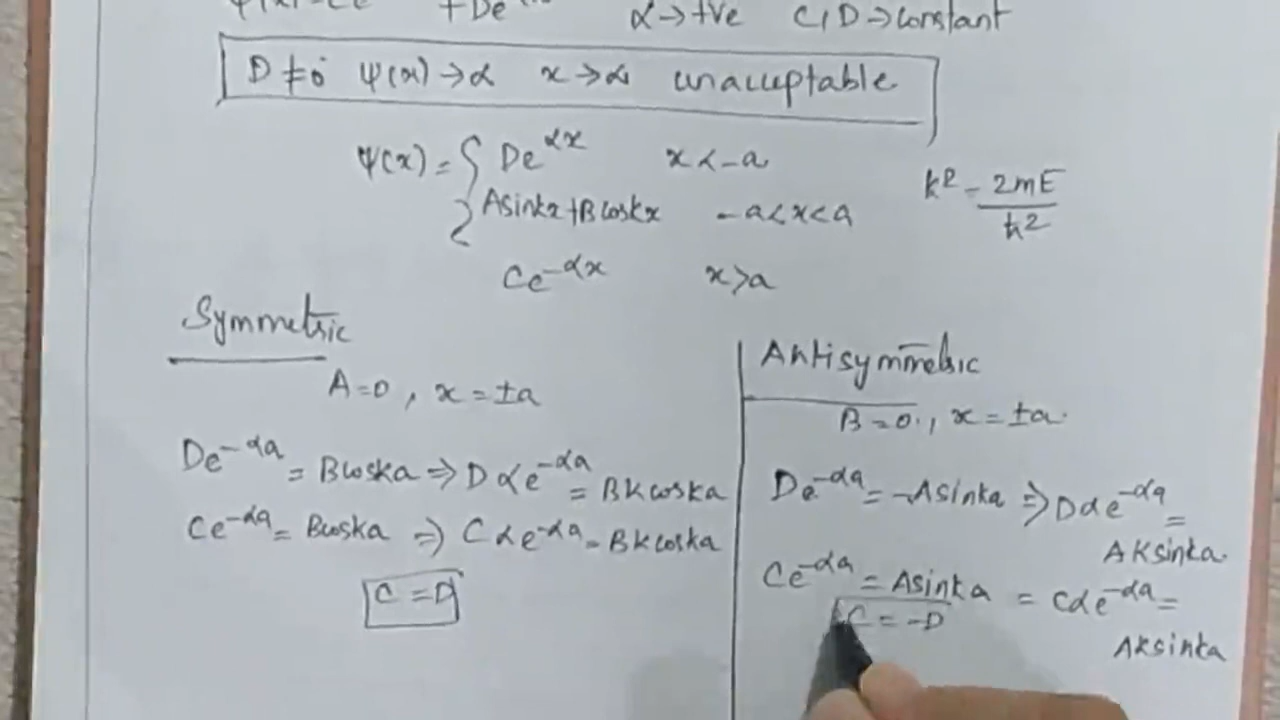 +De α→+ve C,D→constant
D≠0 ψ(x)→α x→α unacceptable
ψ(x) = { De^αx x<-a
Asinkx+Bcoskx -a<x<a k² = 2mE/ħ²
Ce^-αx x>a
Symmetric
A=0, x=±a
De^-αa = Bcoska ⇒ Dαe^-αa = BKcoska
Ce^-αa = Bcoska ⇒ Cαe^-αa = BKcoska
C=D
Antisymmetric
B=0, x=±a
De^-αa = -Asinka ⇒ Dαe^-αa =
AKsinka
Ce^-αa = Asinka = Cαe^-αa =
AKsinka
C=-D